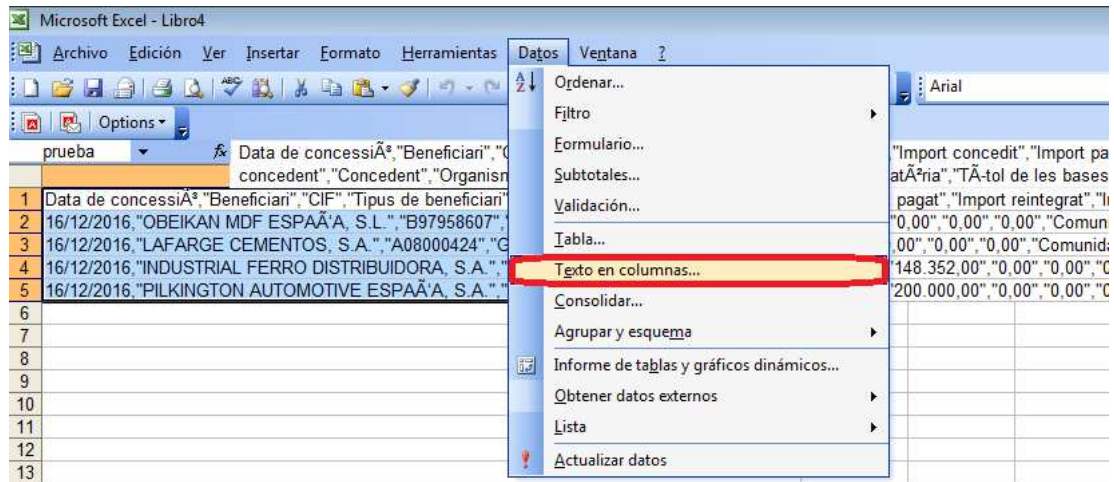 Microsoft Excel - Libro4
Archivo Edición Ver Insertar Formato Herramientas Datos Ventana ?
Arial
Options
prueba fx Data de concessiÃ³,"Beneficiari","C ,"Import concedit","Import pa
concedent","Concedent","Organism atÃ²ria","TÃ­tol de les bases
1 Data de concessiÃ³,"Beneficiari","CIF","Tipus de beneficiari" pagat","Import reintegrat","I
2 16/12/2016,"OBEIKAN MDF ESPAÃ'A, S.L.","B97958607"," "0,00","0,00","0,00","Comun
3 16/12/2016,"LAFARGE CEMENTOS, S.A.","A08000424","G ,00","0,00","0,00","Comunida
4 16/12/2016,"INDUSTRIAL FERRO DISTRIBUIDORA, S.A."," 148.352,00","0,00","0,00","0
5 16/12/2016,"PILKINGTON AUTOMOTIVE ESPAÃ'A, S.A."," 200.000,00","0,00","0,00","0
6
7
8
9
10
11
12
13
Ordenar...
Filtro
Formulario...
Subtotales...
Validación...
Tabla...
Texto en columnas...
Consolidar...
Agrupar y esquema
Informe de tablas y gráficos dinámicos...
Obtener datos externos
Lista
Actualizar datos